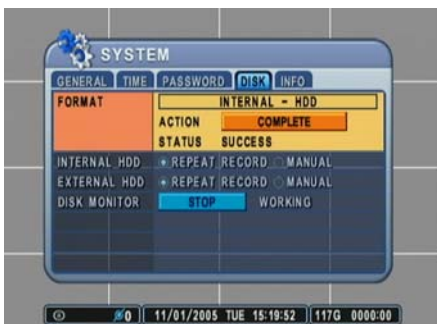 SYSTEM
GENERAL TIME PASSWORD DISK INFO
FORMAT INTERNAL - HDD
ACTION COMPLETE
STATUS SUCCESS
INTERNAL HDD REPEAT RECORD MANUAL
EXTERNAL HDD REPEAT RECORD MANUAL
DISK MONITOR STOP WORKING
0 11/01/2005 TUE 15:19:52 117G 0000:00